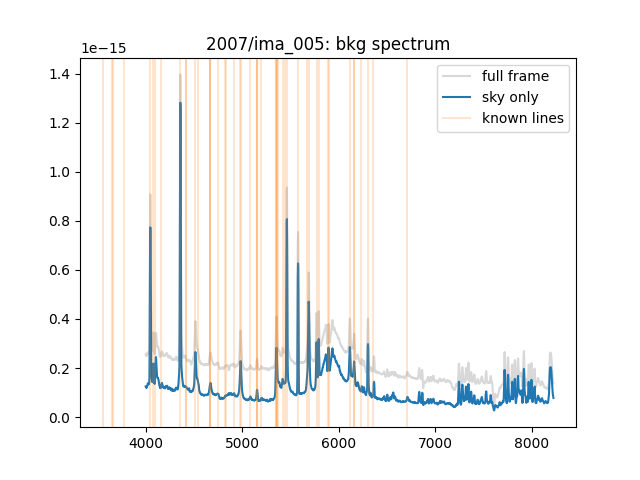 2007/ima_005: bkg spectrum
1e−15
full frame
sky only
known lines
1.4
1.2
1.0
0.8
0.6
0.4
0.2
0.0
4000 5000 6000 7000 8000